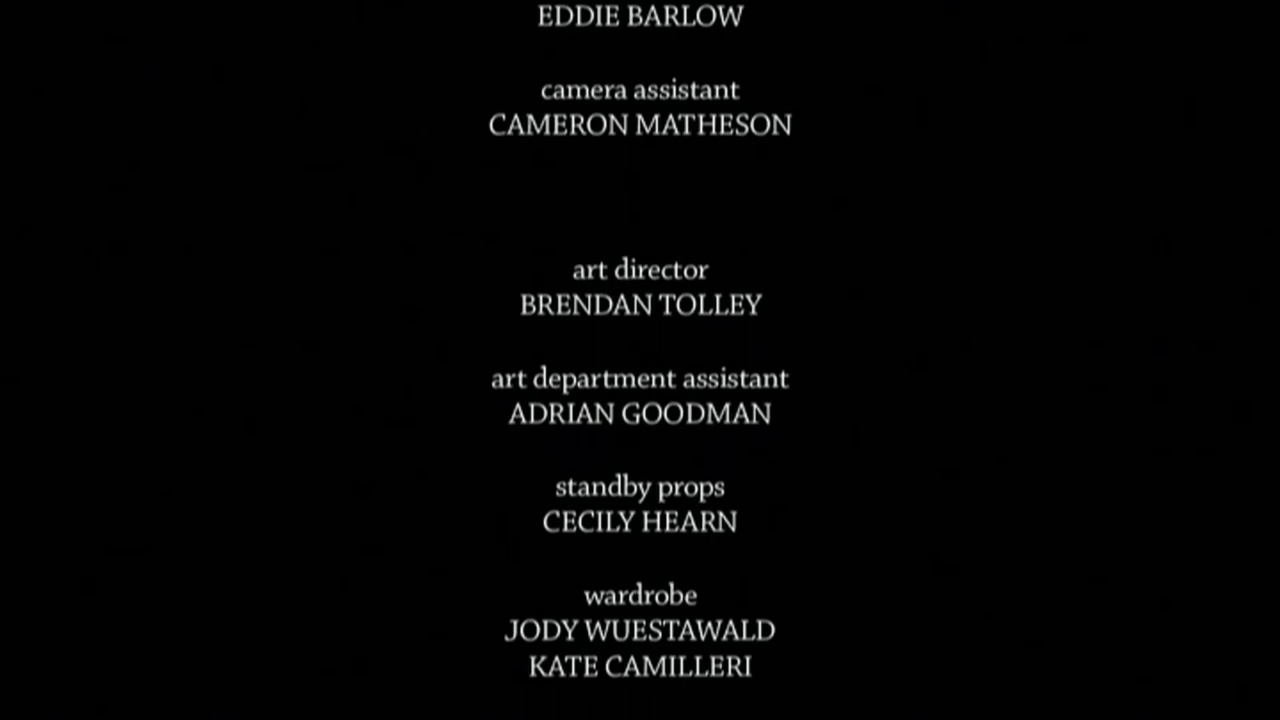 EDDIE BARLOW
camera assistant
CAMERON MATHESON
art director
BRENDAN TOLLEY
art department assistant
ADRIAN GOODMAN
standby props
CECILY HEARN
wardrobe
JODY WUESTAWALD
KATE CAMILLERI